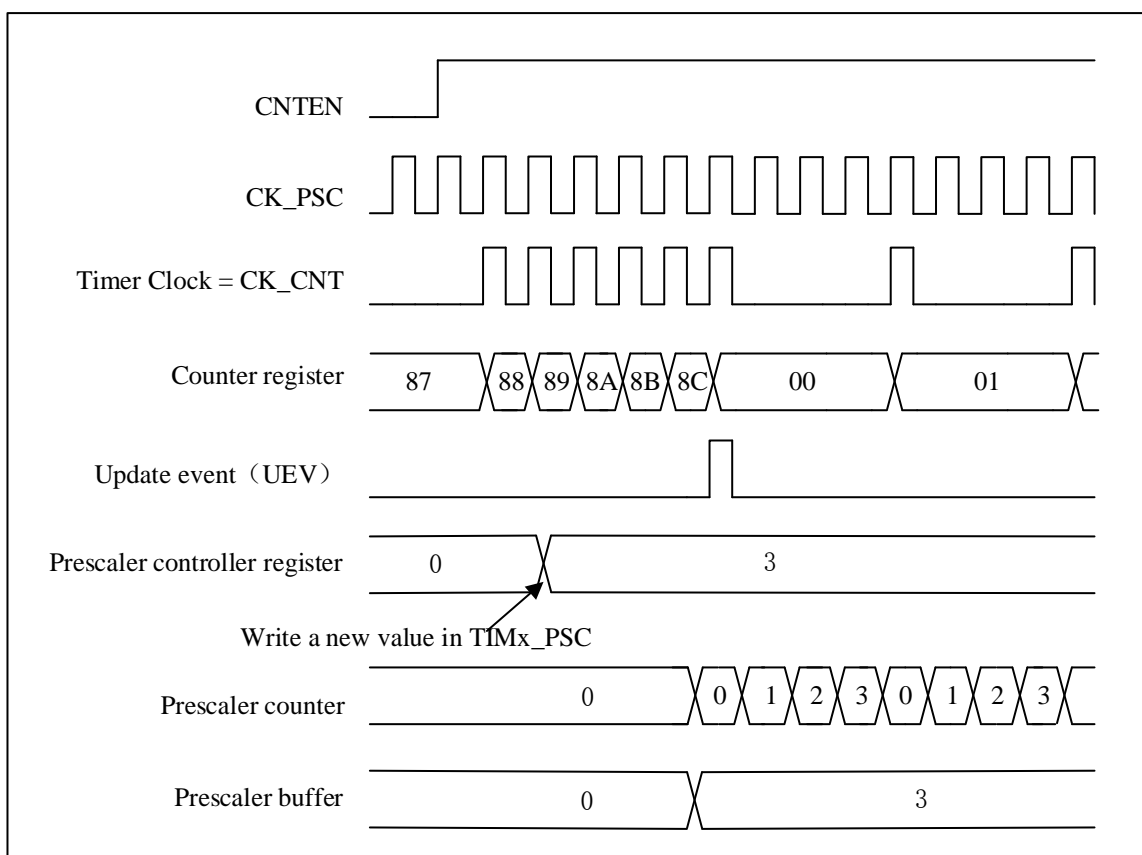 CNTEN
CK_PSC
Timer Clock = CK_CNT
Counter register 87 88 89 8A 8B 8C 00 01
Update event（UEV）
Prescaler controller register 0 3
Write a new value in TIMx_PSC
Prescaler counter 0 0 1 2 3 0 1 2 3
Prescaler buffer 0 3